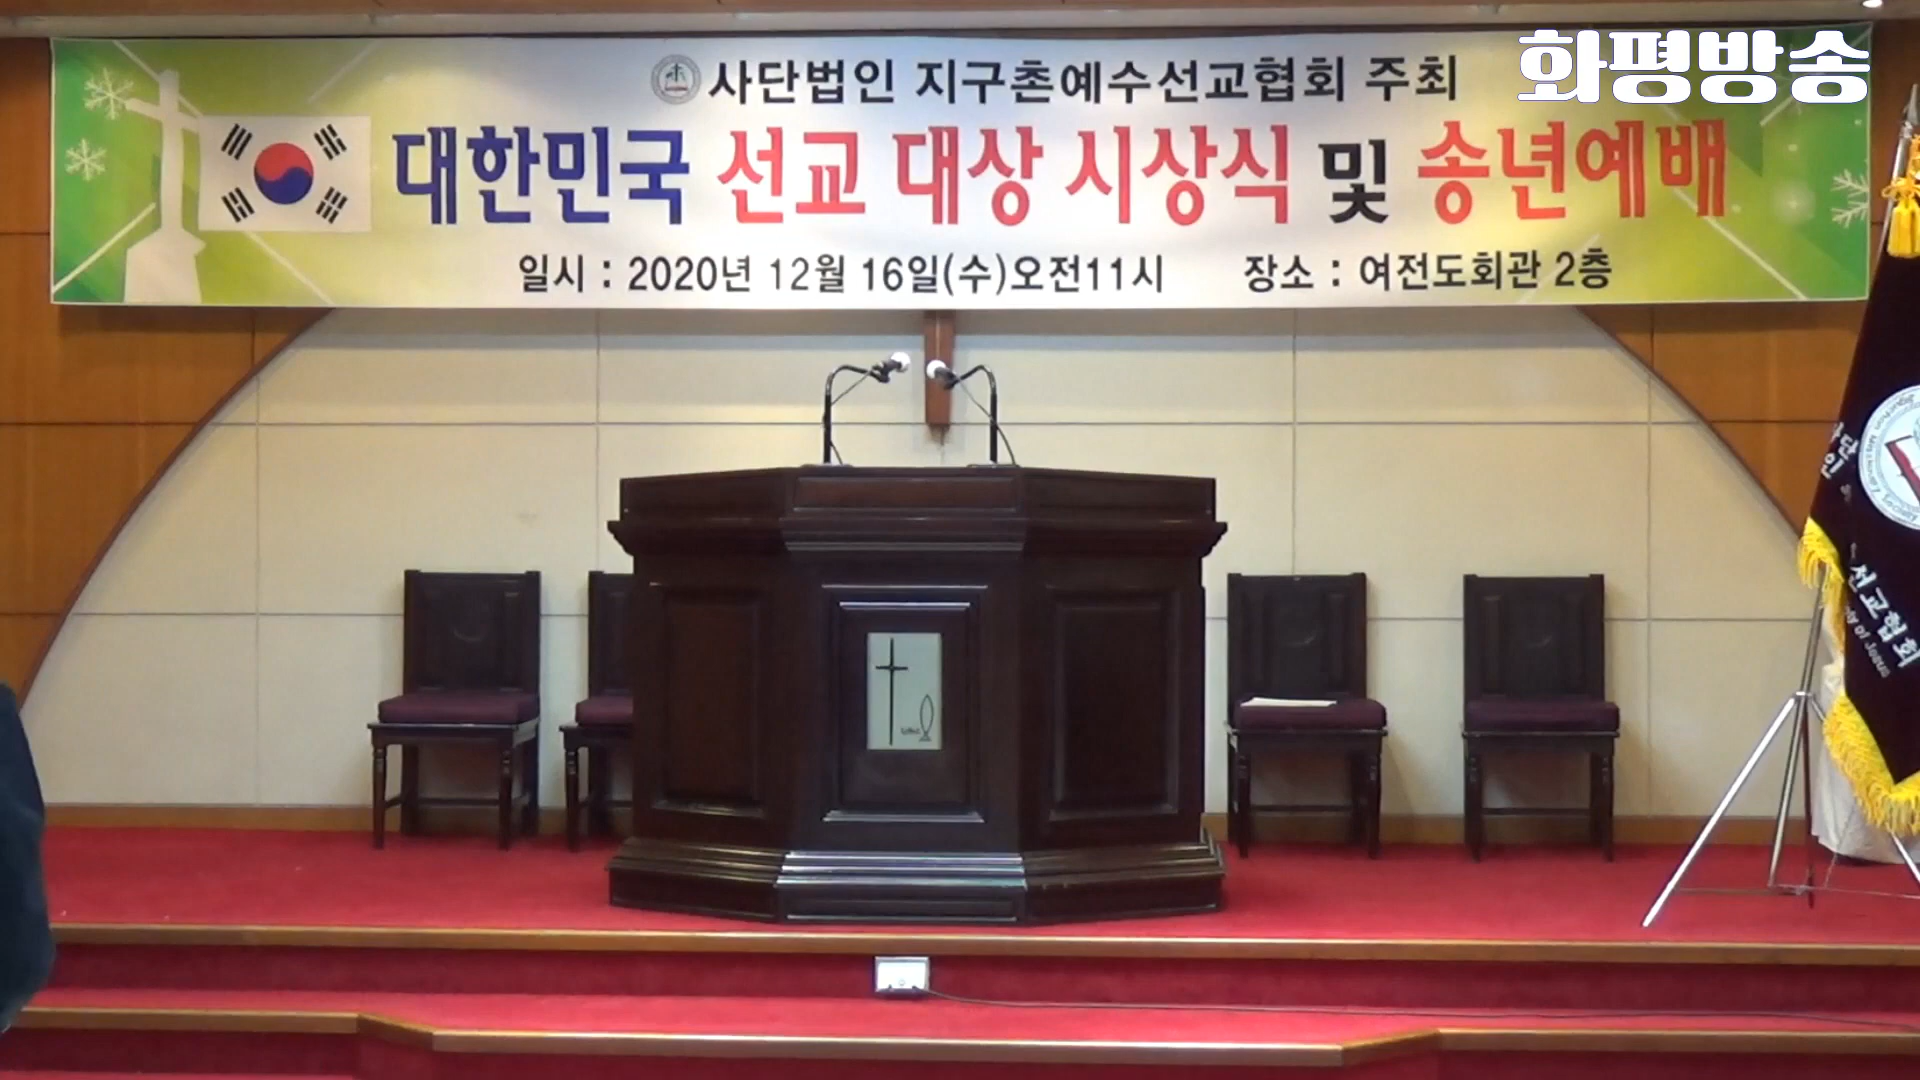 화평방송
사단법인 지구촌예수선교협회 주최
대한민국 선교 대상 시상식 및 송년예배
일시 : 2020년 12월 16일(수)오전11시 장소 : 여전도회관 2층
선교협회
of Jesus